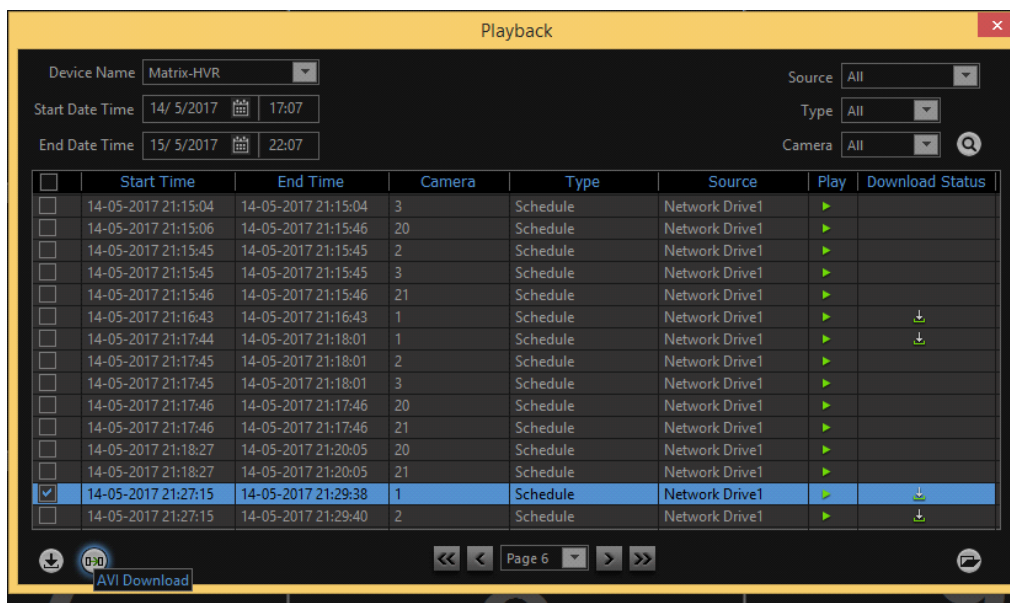 Playback
Device Name Matrix-HVR Source All
Start Date Time 14/ 5/2017 17:07 Type All
End Date Time 15/ 5/2017 22:07 Camera All
Start Time End Time Camera Type Source Play Download Status
14-05-2017 21:15:04 14-05-2017 21:15:04 3 Schedule Network Drive1
14-05-2017 21:15:06 14-05-2017 21:15:46 20 Schedule Network Drive1
14-05-2017 21:15:45 14-05-2017 21:15:45 2 Schedule Network Drive1
14-05-2017 21:15:45 14-05-2017 21:15:45 3 Schedule Network Drive1
14-05-2017 21:15:46 14-05-2017 21:15:46 21 Schedule Network Drive1
14-05-2017 21:16:43 14-05-2017 21:16:43 1 Schedule Network Drive1
14-05-2017 21:17:44 14-05-2017 21:18:01 1 Schedule Network Drive1
14-05-2017 21:17:45 14-05-2017 21:18:01 2 Schedule Network Drive1
14-05-2017 21:17:45 14-05-2017 21:18:01 3 Schedule Network Drive1
14-05-2017 21:17:46 14-05-2017 21:17:46 20 Schedule Network Drive1
14-05-2017 21:17:46 14-05-2017 21:17:46 21 Schedule Network Drive1
14-05-2017 21:18:27 14-05-2017 21:20:05 20 Schedule Network Drive1
14-05-2017 21:18:27 14-05-2017 21:20:05 21 Schedule Network Drive1
14-05-2017 21:27:15 14-05-2017 21:29:38 1 Schedule Network Drive1
14-05-2017 21:27:15 14-05-2017 21:29:40 2 Schedule Network Drive1
Page 6
AVI Download